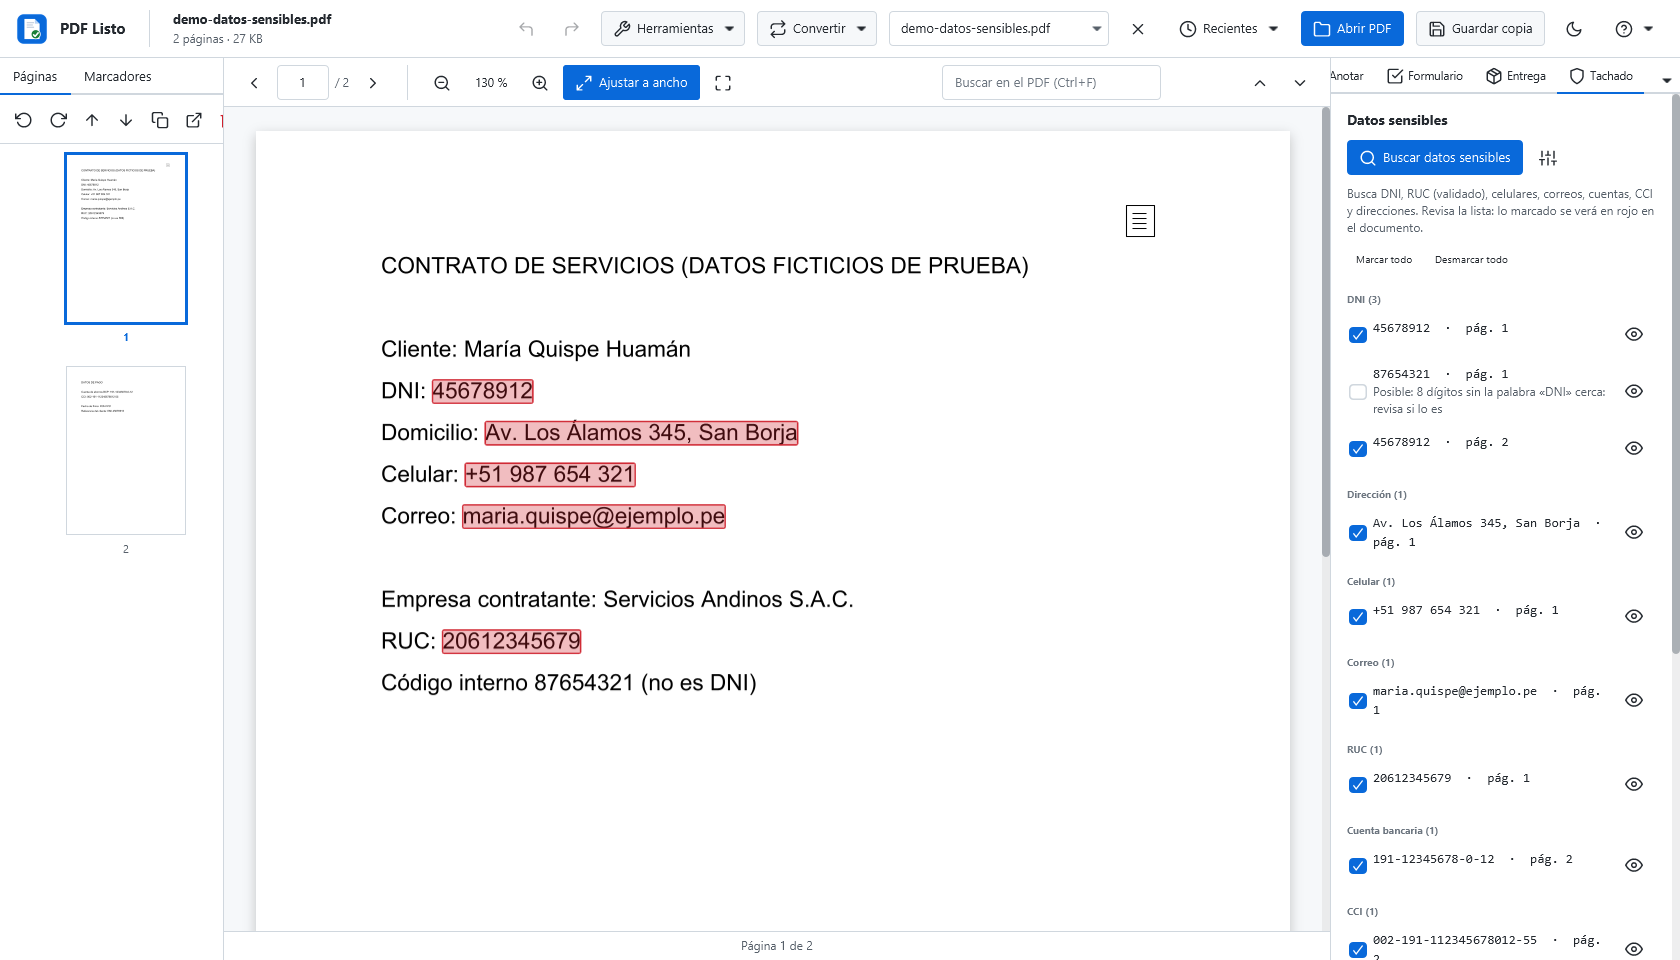 PDF Listo
demo-datos-sensibles.pdf
2 páginas · 27 KB
Herramientas
Convertir
demo-datos-sensibles.pdf
Recientes
Abrir PDF
Guardar copia
Páginas
Marcadores
1
/ 2
130 %
Ajustar a ancho
Buscar en el PDF (Ctrl+F)
Anotar
Formulario
Entrega
Tachado
1
2
CONTRATO DE SERVICIOS (DATOS FICTICIOS DE PRUEBA)
Cliente: María Quispe Huamán
DNI: 45678912
Domicilio: Av. Los Álamos 345, San Borja
Celular: +51 987 654 321
Correo: maria.quispe@ejemplo.pe
Empresa contratante: Servicios Andinos S.A.C.
RUC: 20612345679
Código interno 87654321 (no es DNI)
Página 1 de 2
Datos sensibles
Buscar datos sensibles
Busca DNI, RUC (validado), celulares, correos, cuentas, CCI
y direcciones. Revisa la lista: lo marcado se verá en rojo en
el documento.
Marcar todo
Desmarcar todo
DNI (3)
45678912 · pág. 1
87654321 · pág. 1
Posible: 8 dígitos sin la palabra «DNI» cerca:
revisa si lo es
45678912 · pág. 2
Dirección (1)
Av. Los Álamos 345, San Borja ·
pág. 1
Celular (1)
+51 987 654 321 · pág. 1
Correo (1)
maria.quispe@ejemplo.pe · pág.
1
RUC (1)
20612345679 · pág. 1
Cuenta bancaria (1)
191-12345678-0-12 · pág. 2
CCI (1)
002-191-112345678012-55 · pág.
2